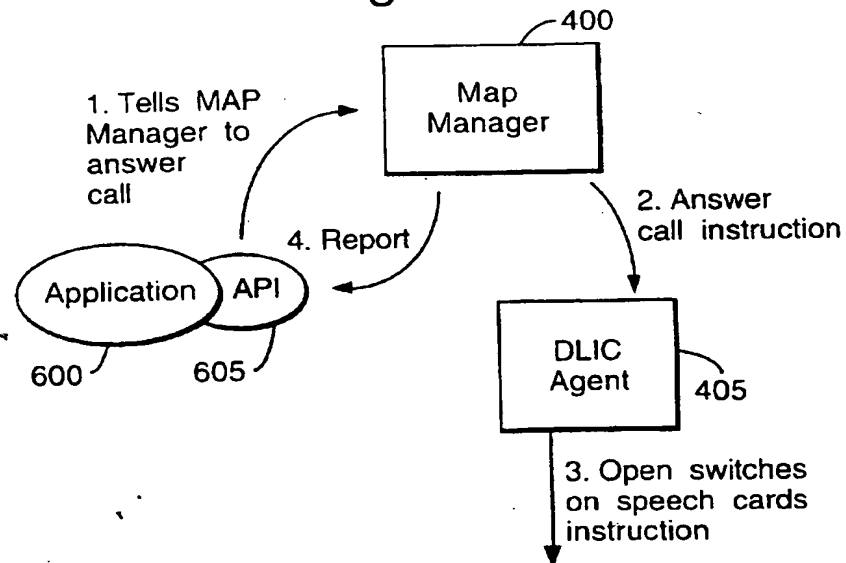 400
Map
Manager
1. Tells MAP
Manager to
answer
call
2. Answer
call instruction
4. Report
Application
API
600
605
DLIC
Agent
405
3. Open switches
on speech cards
instruction